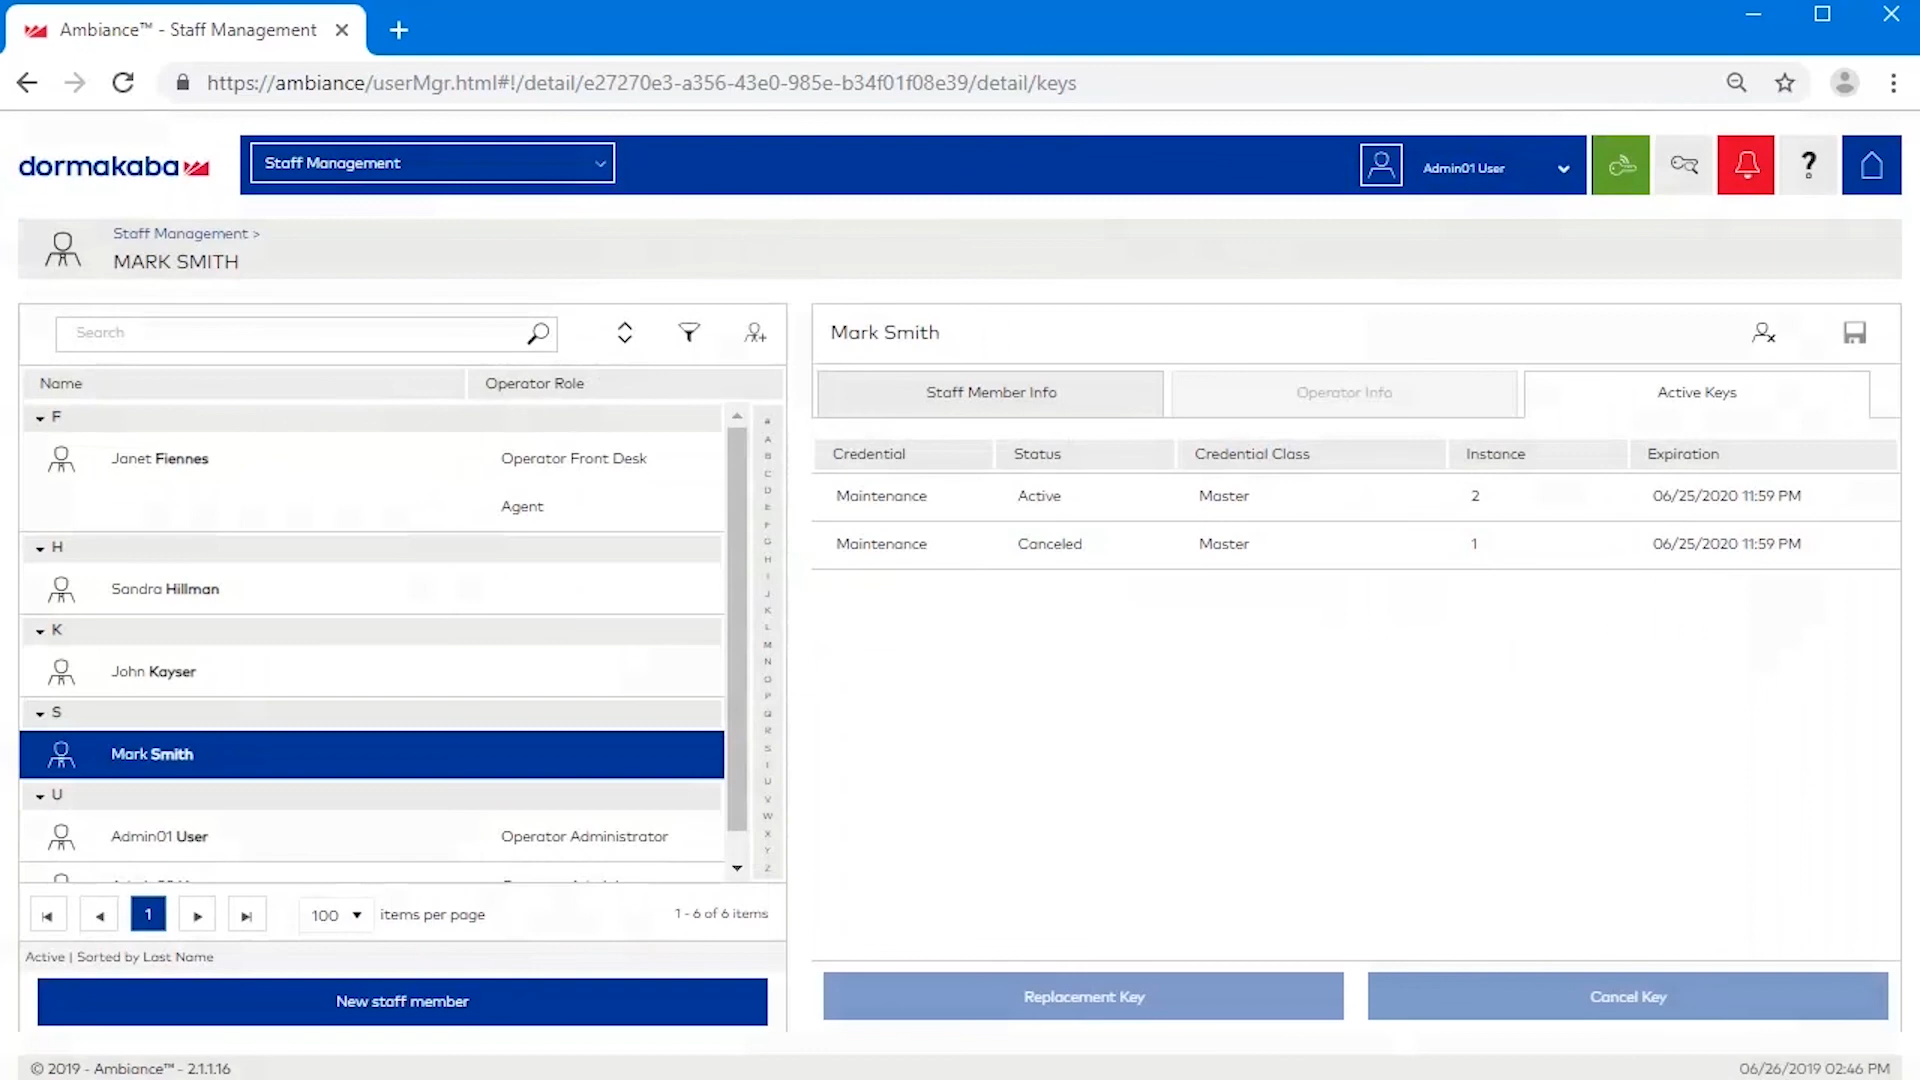 Ambiance™ - Staff Management
https://ambiance/userMgr.html#!/detail/e27270e3-a356-43e0-985e-b34f01f08e39/detail/keys
dormakaba
Staff Management
Admin01 User
?
Staff Management >
MARK SMITH
Search
Name Operator Role
F
Janet Fiennes Operator Front Desk
Agent
H
Sandra Hillman
K
John Kayser
S
Mark Smith
U
Admin01 User Operator Administrator
#
A
B
C
D
E
F
G
H
I
J
K
L
M
N
O
P
Q
R
S
T
U
V
W
X
Y
Z
1
100 items per page
1 - 6 of 6 items
Active | Sorted by Last Name
New staff member
Mark Smith
Staff Member Info Operator Info Active Keys
Credential Status Credential Class Instance Expiration
Maintenance Active Master 2 06/25/2020 11:59 PM
Maintenance Canceled Master 1 06/25/2020 11:59 PM
Replacement Key Cancel Key
© 2019 - Ambiance™ - 2.1.1.16
06/26/2019 02:46 PM